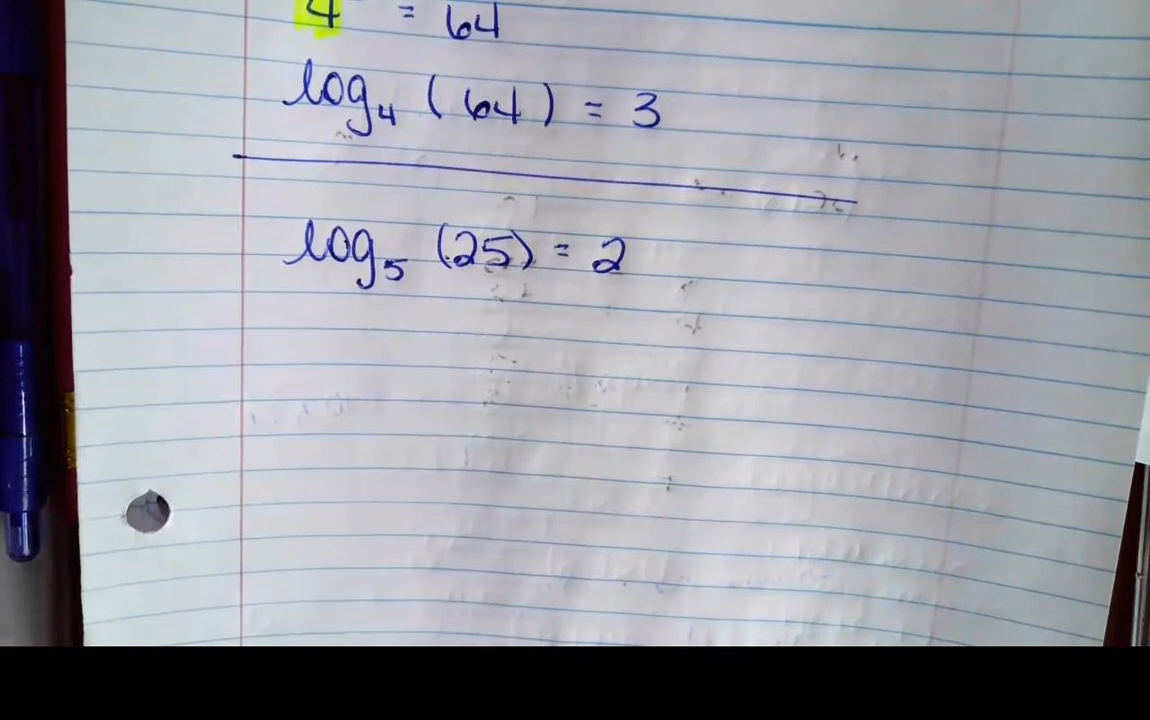 4 = 64
log₄ (64) = 3
log₅ (25) = 2